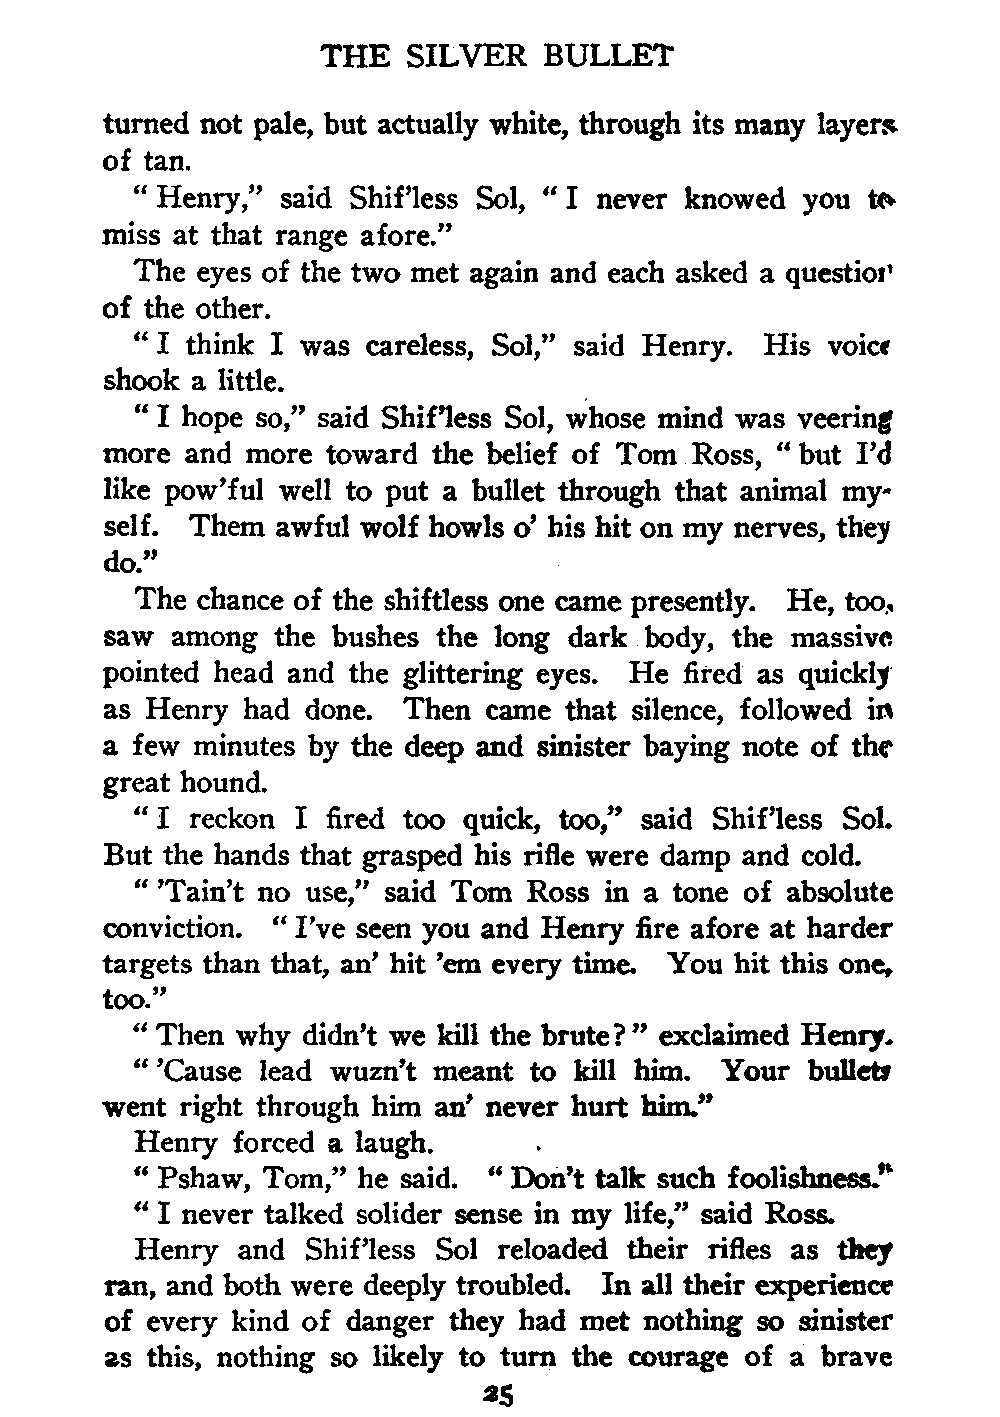 THE SILVER BULLET
turned not pale, but actually white, through its many layers
of tan.
" Henry," said Shif'less Sol, " I never knowed you to
miss at that range afore."
The eyes of the two met again and each asked a question
of the other.
" I think I was careless, Sol," said Henry. His voice
shook a little.
" I hope so," said Shif'less Sol, whose mind was veering
more and more toward the belief of Tom Ross, " but I'd
like pow'ful well to put a bullet through that animal my-
self. Them awful wolf howls o' his hit on my nerves, they
do."
The chance of the shiftless one came presently. He, too,
saw among the bushes the long dark body, the massive
pointed head and the glittering eyes. He fired as quickly
as Henry had done. Then came that silence, followed in
a few minutes by the deep and sinister baying note of the
great hound.
" I reckon I fired too quick, too," said Shif'less Sol.
But the hands that grasped his rifle were damp and cold.
" 'Tain't no use," said Tom Ross in a tone of absolute
conviction. " I've seen you and Henry fire afore at harder
targets than that, an' hit 'em every time. You hit this one,
too."
" Then why didn't we kill the brute? " exclaimed Henry.
" 'Cause lead wuzn't meant to kill him. Your bullets
went right through him an' never hurt him."
Henry forced a laugh.
" Pshaw, Tom," he said. " Don't talk such foolishness."
" I never talked solider sense in my life," said Ross.
Henry and Shif'less Sol reloaded their rifles as they
ran, and both were deeply troubled. In all their experience
of every kind of danger they had met nothing so sinister
as this, nothing so likely to turn the courage of a brave
25